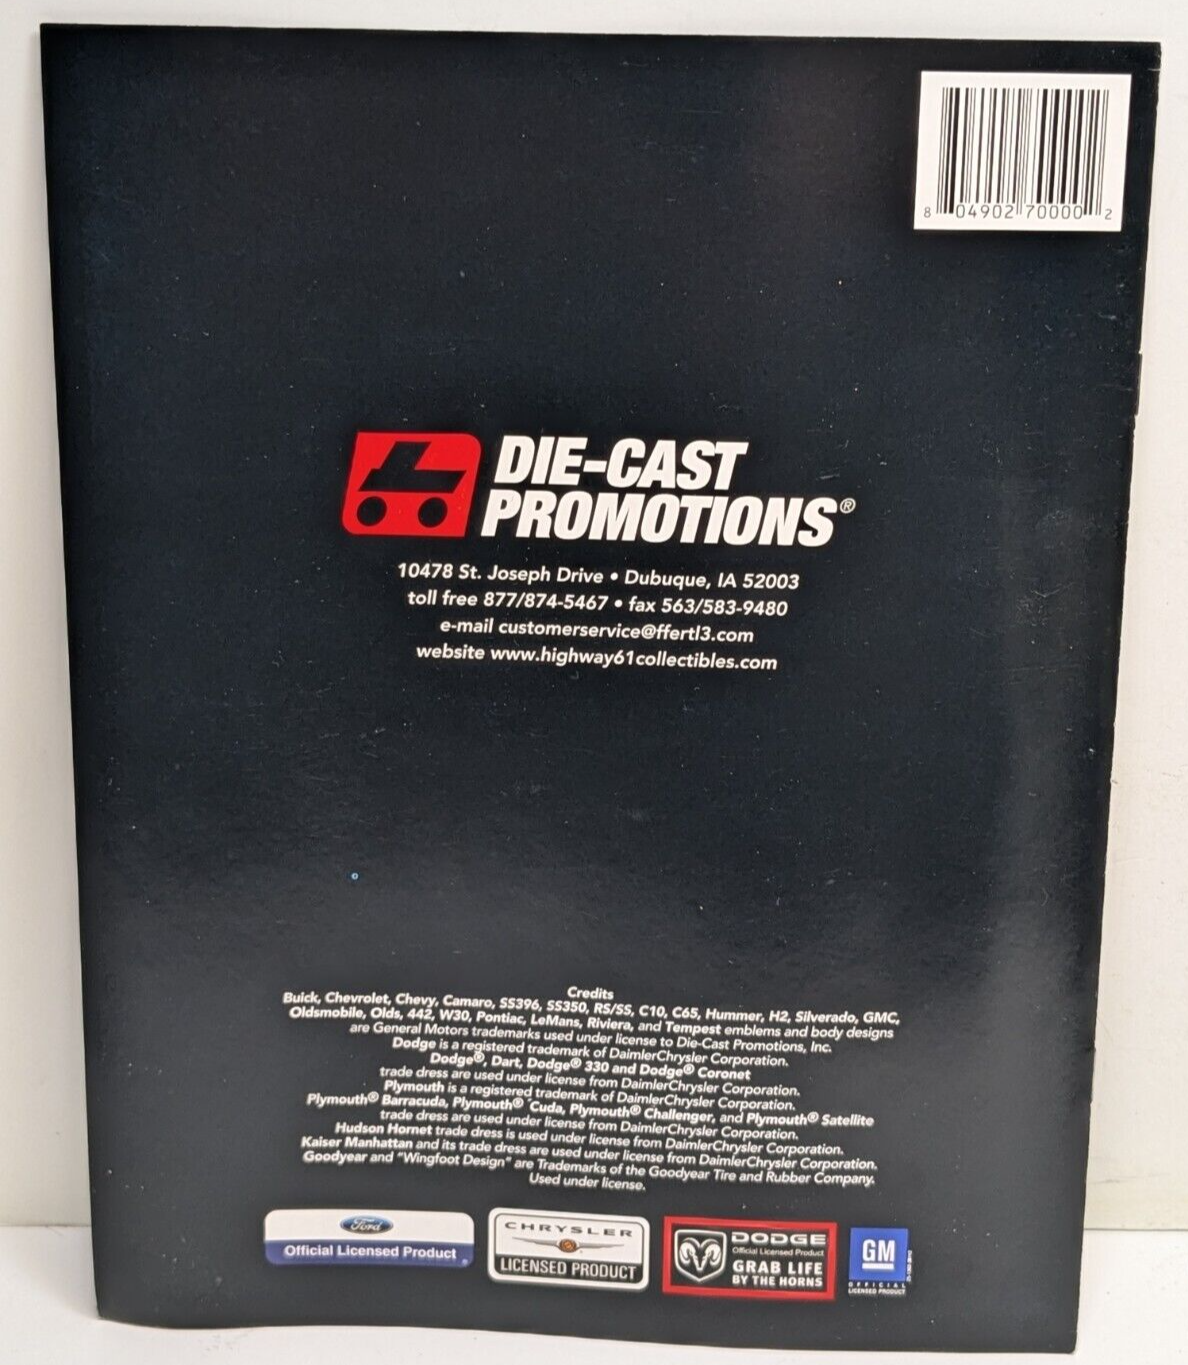 8 04902 70000 2
DIE-CAST
PROMOTIONS®
10478 St. Joseph Drive • Dubuque, IA 52003
toll free 877/874-5467 • fax 563/583-9480
e-mail customerservice@ffertl3.com
website www.highway61collectibles.com
Credits
Buick, Chevrolet, Chevy, Camaro, SS396, SS350, RS/SS, C10, C65, Hummer, H2, Silverado, GMC,
Oldsmobile, Olds, 442, W30, Pontiac, LeMans, Riviera, and Tempest emblems and body designs
are General Motors trademarks used under license to Die-Cast Promotions, Inc.
Dodge is a registered trademark of DaimlerChrysler Corporation.
Dodge®, Dart, Dodge® 330 and Dodge® Coronet
trade dress are used under license from DaimlerChrysler Corporation.
Plymouth is a registered trademark of DaimlerChrysler Corporation.
Plymouth® Barracuda, Plymouth® 'Cuda, Plymouth® Challenger, and Plymouth® Satellite
trade dress are used under license from DaimlerChrysler Corporation.
Hudson Hornet trade dress is used under license from DaimlerChrysler Corporation.
Kaiser Manhattan and its trade dress are used under license from DaimlerChrysler Corporation.
Goodyear and "Wingfoot Design" are Trademarks of the Goodyear Tire and Rubber Company.
Used under license.
Ford
Official Licensed Product
CHRYSLER
LICENSED PRODUCT
DODGE
Official Licensed Product
GRAB LIFE
BY THE HORNS
GM
OFFICIAL
LICENSED PRODUCT